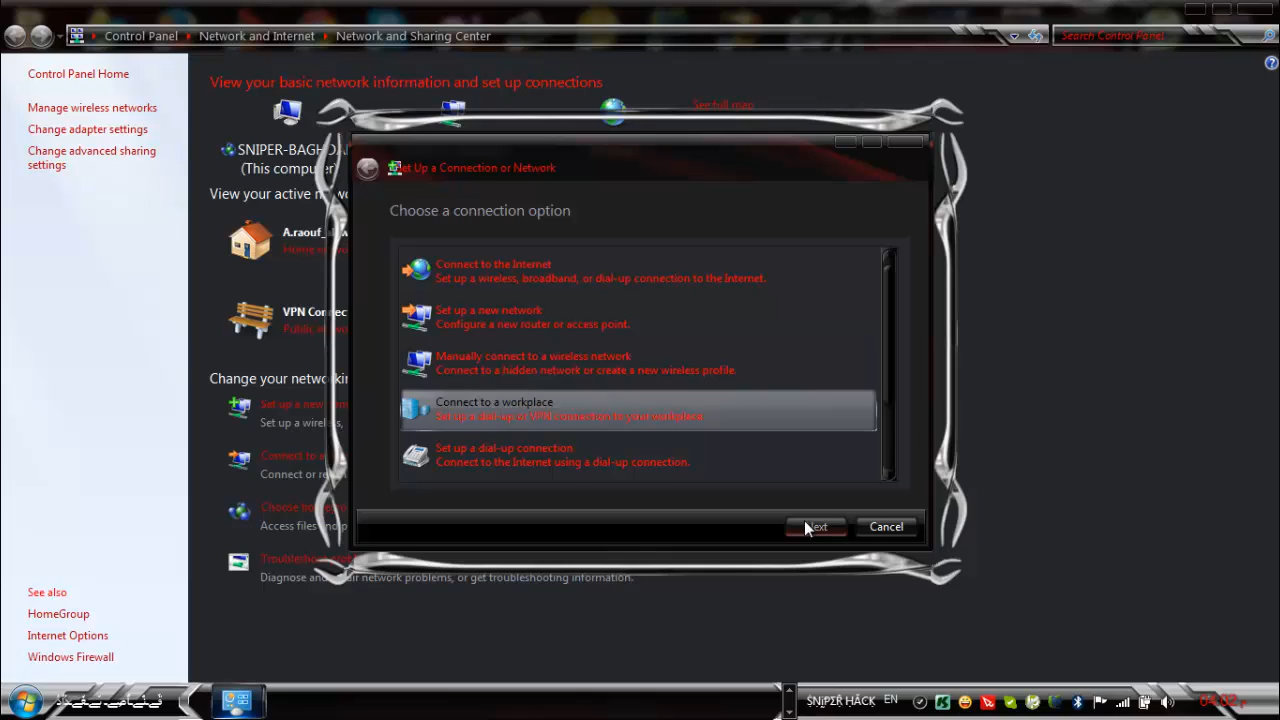 Control Panel
Network and Internet
Network and Sharing Center
Search Control Panel
Control Panel Home
Manage wireless networks
Change adapter settings
Change advanced sharing
settings
View your basic network information and set up connections
See full map
(This computer
View your active
VPN
Change your
Set up a new
Set up a
Connect to a
Connect or
Access files
Diagnose and network problems, or get troubleshooting information.
See also
HomeGroup
Internet Options
Windows Firewall
Set Up a Connection or Network
Choose a connection option
Connect to the Internet
Set up a wireless, broadband, or dial-up connection to the Internet.
Set up a new network
Configure a new router or access point.
Manually connect to a wireless network
Connect to a hidden network or create a new wireless profile.
Connect to a workplace
Set up a dial-up or VPN connection to your workplace.
Set up a dial-up connection
Connect to the Internet using a dial-up connection.
Next
Cancel
SNIPER HACK
EN
04:02 م